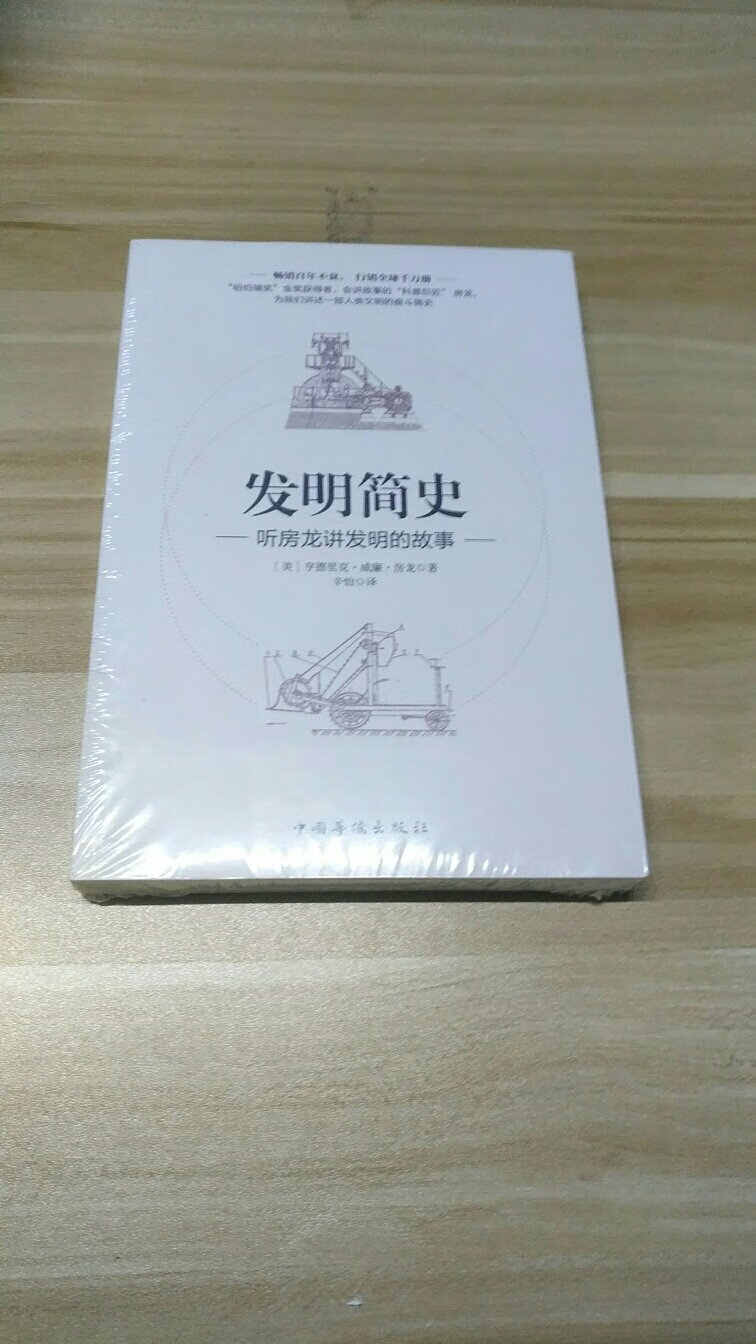 畅销百年不衰， 行销全球千万册
“纽伯瑞奖”金奖获得者，会讲故事的“科普巨匠”房龙，
为我们讲述一部人类文明的奋斗简史
发明简史
听房龙讲发明的故事
［美］亨德里克·威廉·房龙◎著
辛怡◎译
中国华侨出版社